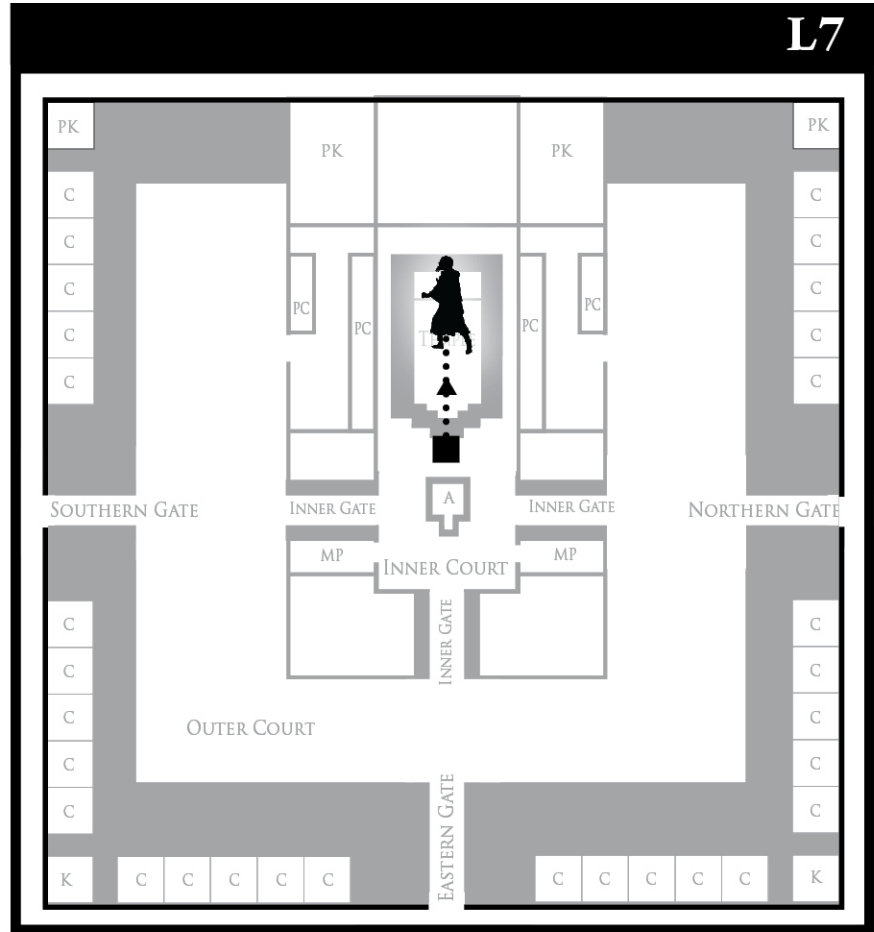 L7
PK PK
PK PK
C C
C C
C C
PC PC
PC PC
C C
C C
A
SOUTHERN GATE INNER GATE INNER GATE NORTHERN GATE
MP MP
INNER COURT
INNER GATE
C C
C C
C C
OUTER COURT
C C
C C
EASTERN GATE
K C C C C C C C C C C K